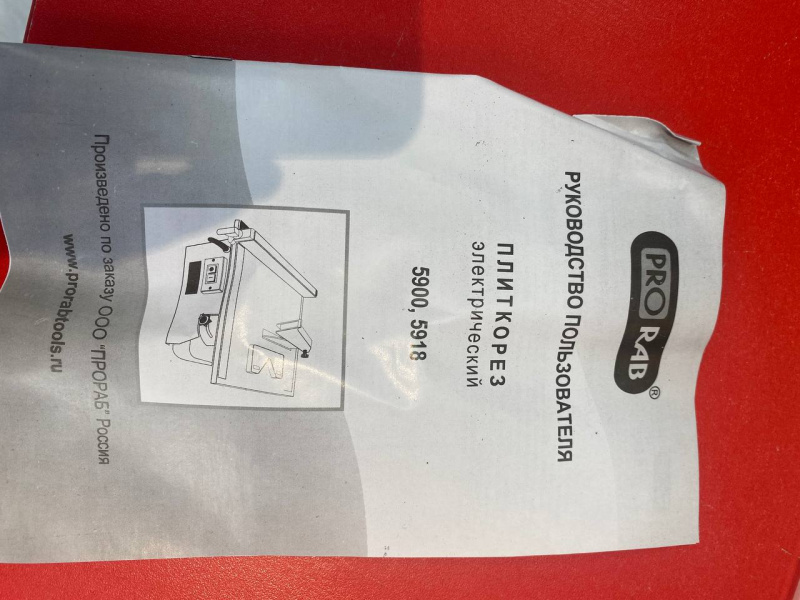 PRORAB®
РУКОВОДСТВО ПОЛЬЗОВАТЕЛЯ
ПЛИТКОРЕЗ
электрический
5900, 5918
Произведено по заказу ООО "ПРОРАБ" Россия
www.prorabtools.ru